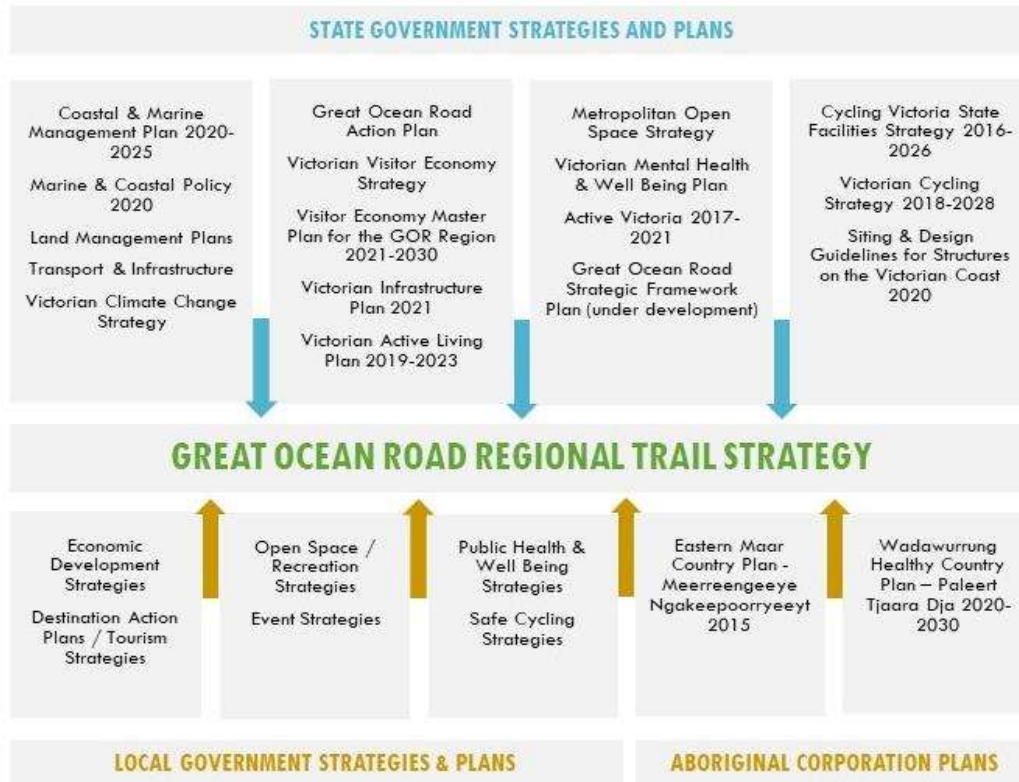 STATE GOVERNMENT STRATEGIES AND PLANS
Coastal & Marine
Management Plan 2020-
2025
Marine & Coastal Policy
2020
Land Management Plans
Transport & Infrastructure
Victorian Climate Change
Strategy
Great Ocean Road
Action Plan
Victorian Visitor Economy
Strategy
Visitor Economy Master
Plan for the GOR Region
2021-2030
Victorian Infrastructure
Plan 2021
Victorian Active Living
Plan 2019-2023
Metropolitan Open
Space Strategy
Victorian Mental Health
& Well Being Plan
Active Victoria 2017-
2021
Great Ocean Road
Strategic Framework
Plan (under development)
Cycling Victoria State
Facilities Strategy 2016-
2026
Victorian Cycling
Strategy 2018-2028
Siting & Design
Guidelines for Structures
on the Victorian Coast
2020
GREAT OCEAN ROAD REGIONAL TRAIL STRATEGY
Economic
Development
Strategies
Destination Action
Plans / Tourism
Strategies
Open Space /
Recreation
Strategies
Event Strategies
Public Health &
Well Being
Strategies
Safe Cycling
Strategies
Eastern Maar
Country Plan -
Meerreengeeye
Ngakeepoorryeeyt
2015
Wadawurrung
Healthy Country
Plan – Paleert
Tjaara Dja 2020-
2030
LOCAL GOVERNMENT STRATEGIES & PLANS
ABORIGINAL CORPORATION PLANS